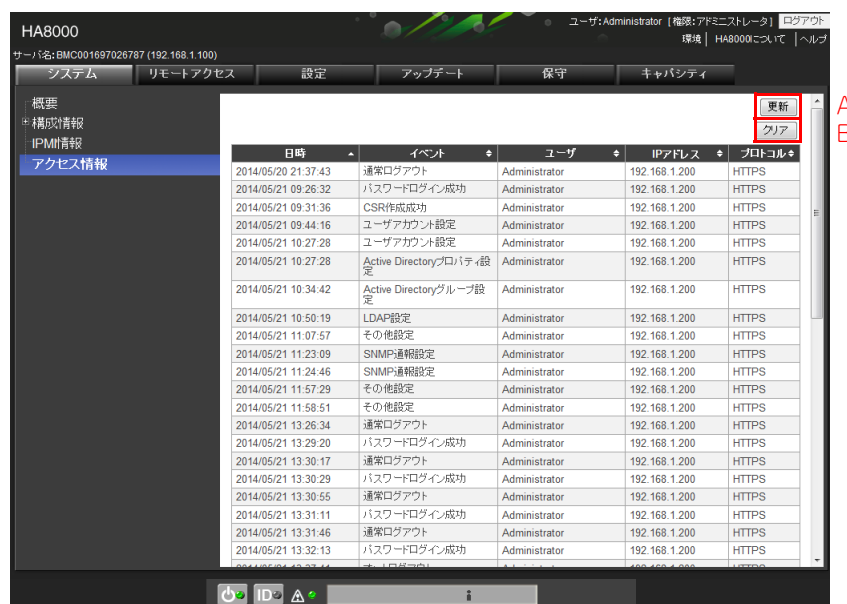 HA8000
ユーザ:Administrator [権限:アドミニストレータ] ログアウト
環境 | HA8000について | ヘルプ
サーバ名:BMC001697026787 (192.168.1.100)
システム リモートアクセス 設定 アップデート 保守 キャパシティ
概要
構成情報
IPMI情報
アクセス情報
更新 A
クリア B
日時 イベント ユーザ IPアドレス プロトコル
2014/05/20 21:37:43 通常ログアウト Administrator 192.168.1.200 HTTPS
2014/05/21 09:26:32 パスワードログイン成功 Administrator 192.168.1.200 HTTPS
2014/05/21 09:31:36 CSR作成成功 Administrator 192.168.1.200 HTTPS
2014/05/21 09:44:16 ユーザアカウント設定 Administrator 192.168.1.200 HTTPS
2014/05/21 10:27:28 ユーザアカウント設定 Administrator 192.168.1.200 HTTPS
2014/05/21 10:27:28 Active Directoryプロパティ設 Administrator 192.168.1.200 HTTPS
定
2014/05/21 10:34:42 Active Directoryグループ設 Administrator 192.168.1.200 HTTPS
定
2014/05/21 10:50:19 LDAP設定 Administrator 192.168.1.200 HTTPS
2014/05/21 11:07:57 その他設定 Administrator 192.168.1.200 HTTPS
2014/05/21 11:23:09 SNMP通報設定 Administrator 192.168.1.200 HTTPS
2014/05/21 11:24:46 SNMP通報設定 Administrator 192.168.1.200 HTTPS
2014/05/21 11:57:29 その他設定 Administrator 192.168.1.200 HTTPS
2014/05/21 11:58:51 その他設定 Administrator 192.168.1.200 HTTPS
2014/05/21 13:26:34 通常ログアウト Administrator 192.168.1.200 HTTPS
2014/05/21 13:29:20 パスワードログイン成功 Administrator 192.168.1.200 HTTPS
2014/05/21 13:30:17 通常ログアウト Administrator 192.168.1.200 HTTPS
2014/05/21 13:30:29 パスワードログイン成功 Administrator 192.168.1.200 HTTPS
2014/05/21 13:30:55 通常ログアウト Administrator 192.168.1.200 HTTPS
2014/05/21 13:31:11 パスワードログイン成功 Administrator 192.168.1.200 HTTPS
2014/05/21 13:31:46 通常ログアウト Administrator 192.168.1.200 HTTPS
2014/05/21 13:32:13 パスワードログイン成功 Administrator 192.168.1.200 HTTPS
ID